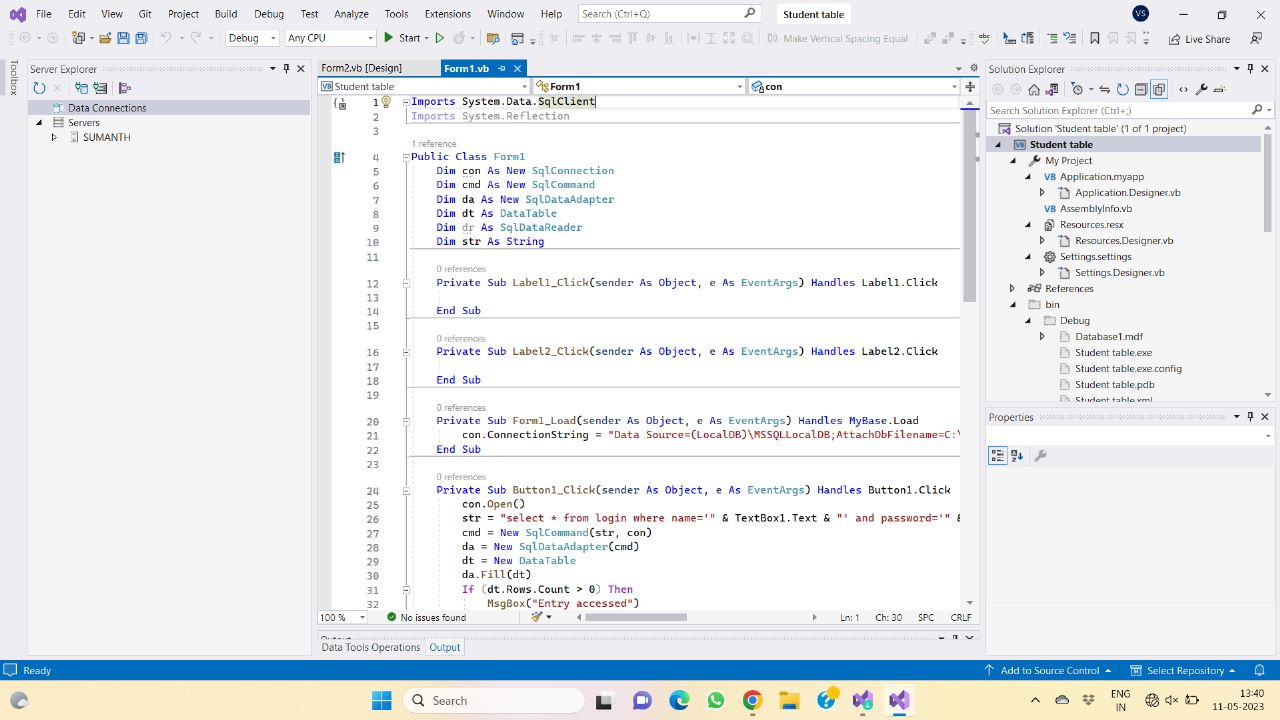 File Edit View Git Project Build Debug Test Analyze Tools Extensions Window Help Search (Ctrl+Q) Student table VS
Debug Any CPU Start Make Vertical Spacing Equal Live Share
Toolbox
Server Explorer
Data Connections
Servers
SUMANTH
Form2.vb [Design] Form1.vb
Student table Form1 con
1 Imports System.Data.SqlClient
2 Imports System.Reflection
3
1 reference
4 Public Class Form1
5 Dim con As New SqlConnection
6 Dim cmd As New SqlCommand
7 Dim da As New SqlDataAdapter
8 Dim dt As DataTable
9 Dim dr As SqlDataReader
10 Dim str As String
11
0 references
12 Private Sub Label1_Click(sender As Object, e As EventArgs) Handles Label1.Click
13
14 End Sub
15
0 references
16 Private Sub Label2_Click(sender As Object, e As EventArgs) Handles Label2.Click
17
18 End Sub
19
0 references
20 Private Sub Form1_Load(sender As Object, e As EventArgs) Handles MyBase.Load
21 con.ConnectionString = "Data Source=(LocalDB)\MSSQLLocalDB;AttachDbFilename=C:\
22 End Sub
23
0 references
24 Private Sub Button1_Click(sender As Object, e As EventArgs) Handles Button1.Click
25 con.Open()
26 str = "select * from login where name='" & TextBox1.Text & "' and password='" &
27 cmd = New SqlCommand(str, con)
28 da = New SqlDataAdapter(cmd)
29 dt = New DataTable
30 da.Fill(dt)
31 If (dt.Rows.Count > 0) Then
32 MsgBox("Entry accessed")
100 % No issues found Ln: 1 Ch: 30 SPC CRLF
Output
Data Tools Operations Output
Solution Explorer
Search Solution Explorer (Ctrl+;)
Solution 'Student table' (1 of 1 project)
Student table
My Project
Application.myapp
Application.Designer.vb
AssemblyInfo.vb
Resources.resx
Resources.Designer.vb
Settings.settings
Settings.Designer.vb
References
bin
Debug
Database1.mdf
Student table.exe
Student table.exe.config
Student table.pdb
Student table.xml
Properties
Ready Add to Source Control Select Repository
Search ENG IN 13:40 11-05-2023